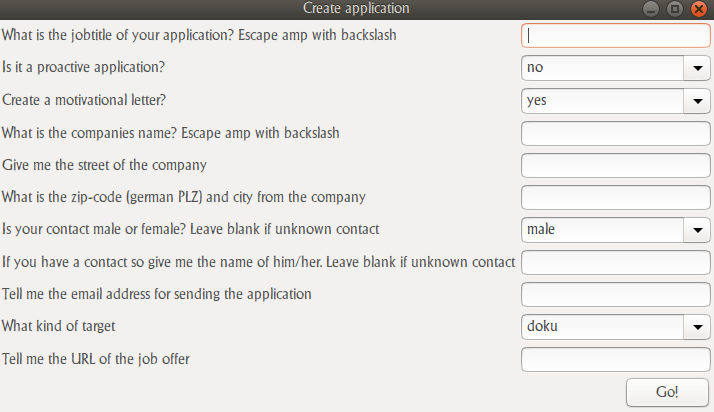 Create application
What is the jobtitle of your application? Escape amp with backslash
Is it a proactive application? no
Create a motivational letter? yes
What is the companies name? Escape amp with backslash
Give me the street of the company
What is the zip-code (german PLZ) and city from the company
Is your contact male or female? Leave blank if unknown contact male
If you have a contact so give me the name of him/her. Leave blank if unknown contact
Tell me the email address for sending the application
What kind of target doku
Tell me the URL of the job offer
Go!